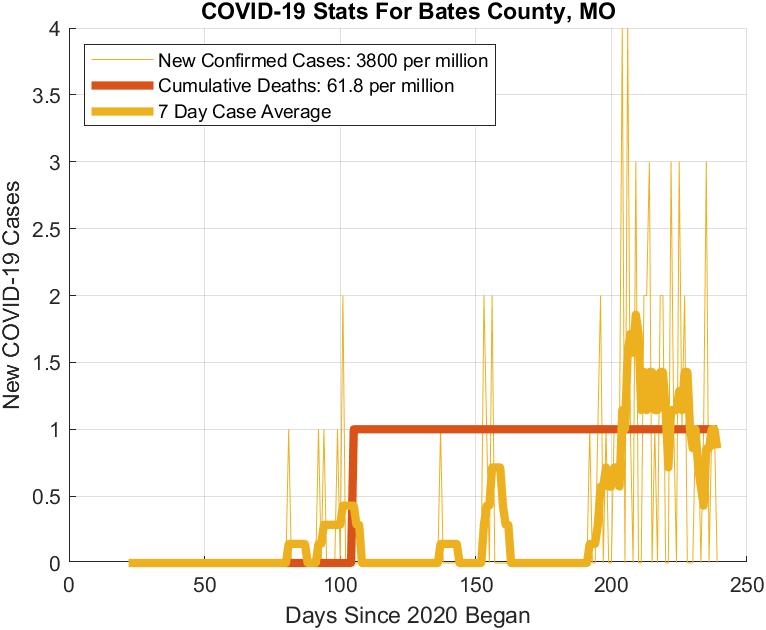 COVID-19 Stats For Bates County, MO
New Confirmed Cases: 3800 per million
Cumulative Deaths: 61.8 per million
7 Day Case Average
New COVID-19 Cases
4
3.5
3
2.5
2
1.5
1
0.5
0
0 50 100 150 200 250
Days Since 2020 Began